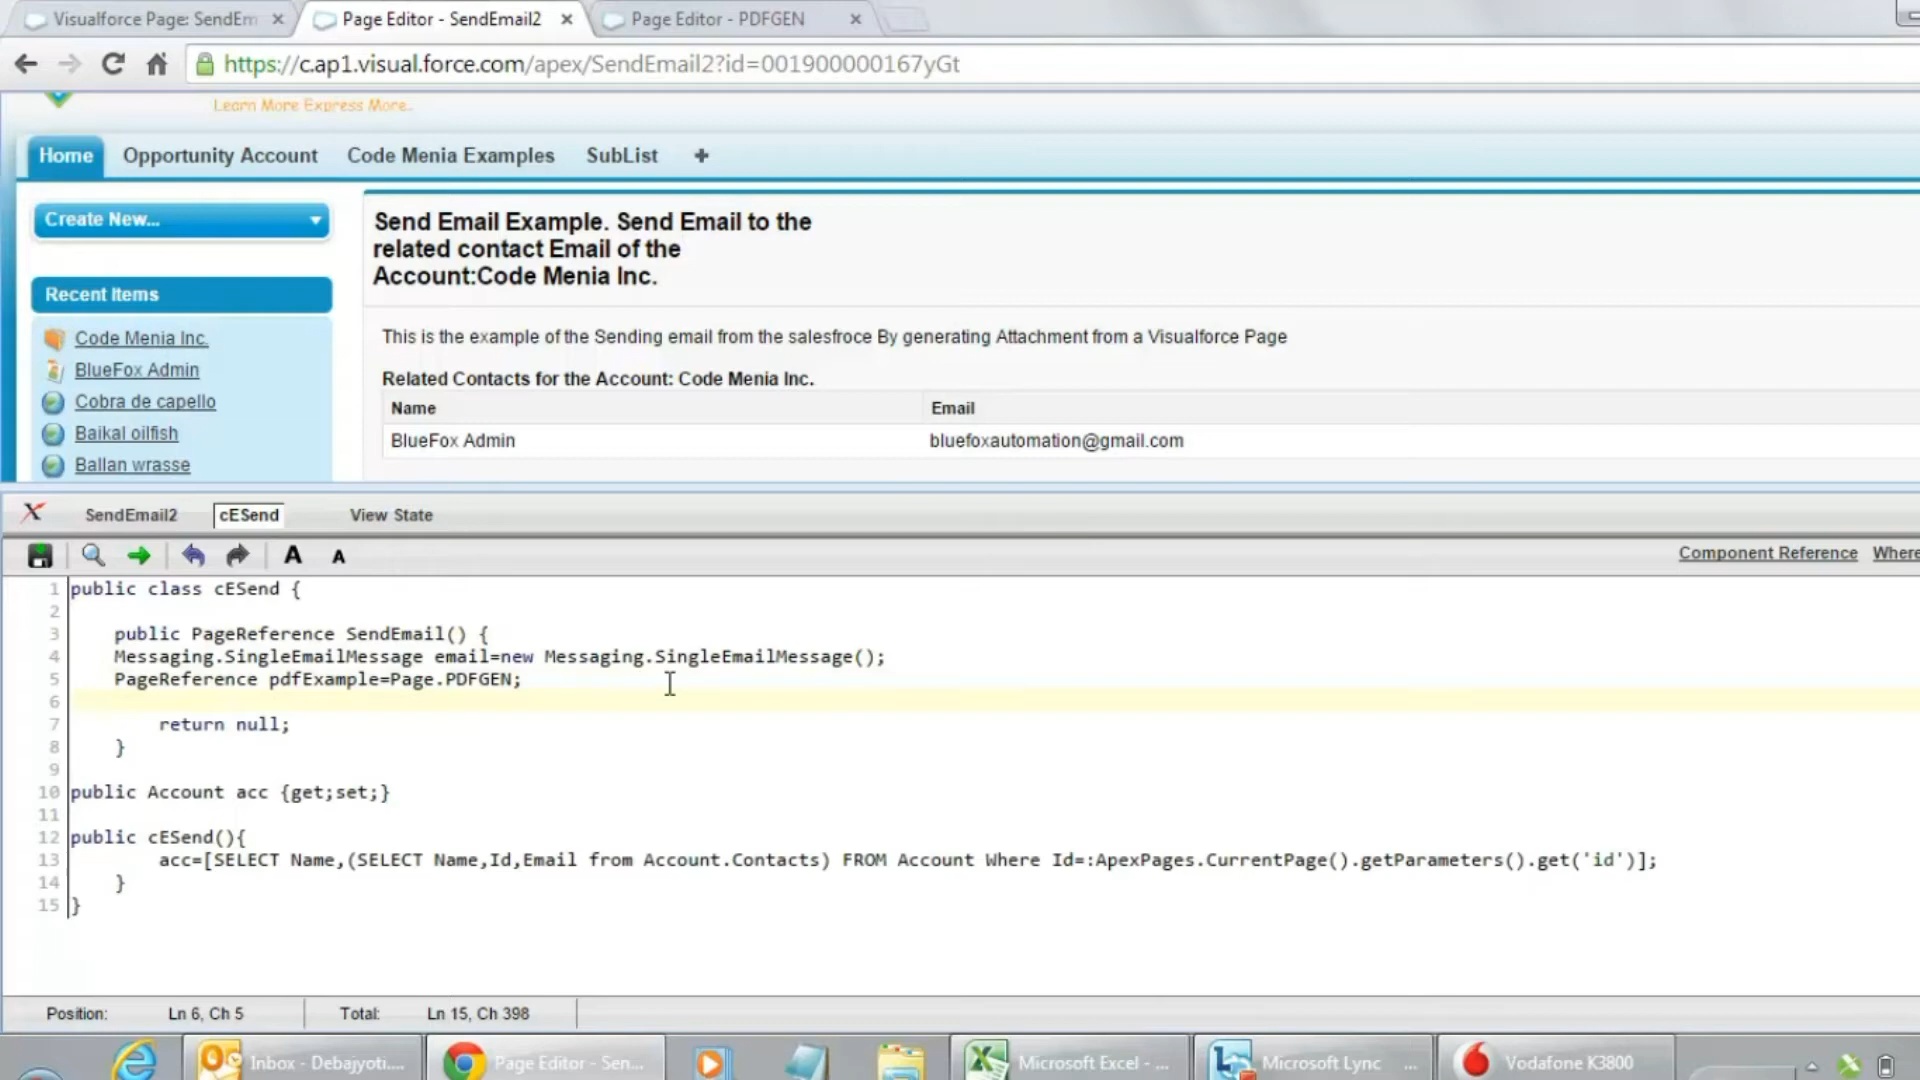 Visualforce Page: SendEm
Page Editor - SendEmail2
Page Editor - PDFGEN
https://c.ap1.visual.force.com/apex/SendEmail2?id=001900000167yGt
Learn More Express More..
Home
Opportunity Account
Code Menia Examples
SubList
+
Create New...
Recent Items
Code Menia Inc.
BlueFox Admin
Cobra de capello
Baikal oilfish
Ballan wrasse
Send Email Example. Send Email to the
related contact Email of the
Account:Code Menia Inc.
This is the example of the Sending email from the salesfroce By generating Attachment from a Visualforce Page
Related Contacts for the Account: Code Menia Inc.
Name Email
BlueFox Admin bluefoxautomation@gmail.com
SendEmail2 cESend View State
A A
Component Reference Where
1 public class cESend {
2
3 public PageReference SendEmail() {
4 Messaging.SingleEmailMessage email=new Messaging.SingleEmailMessage();
5 PageReference pdfExample=Page.PDFGEN;
6
7 return null;
8 }
9
10 public Account acc {get;set;}
11
12 public cESend(){
13 acc=[SELECT Name,(SELECT Name,Id,Email from Account.Contacts) FROM Account Where Id=:ApexPages.CurrentPage().getParameters().get('id')];
14 }
15 }
Position: Ln 6, Ch 5 Total: Ln 15, Ch 398
Inbox - Debajyoti....
Page Editor - Sen...
Microsoft Excel - ...
Microsoft Lync ...
Vodafone K3800